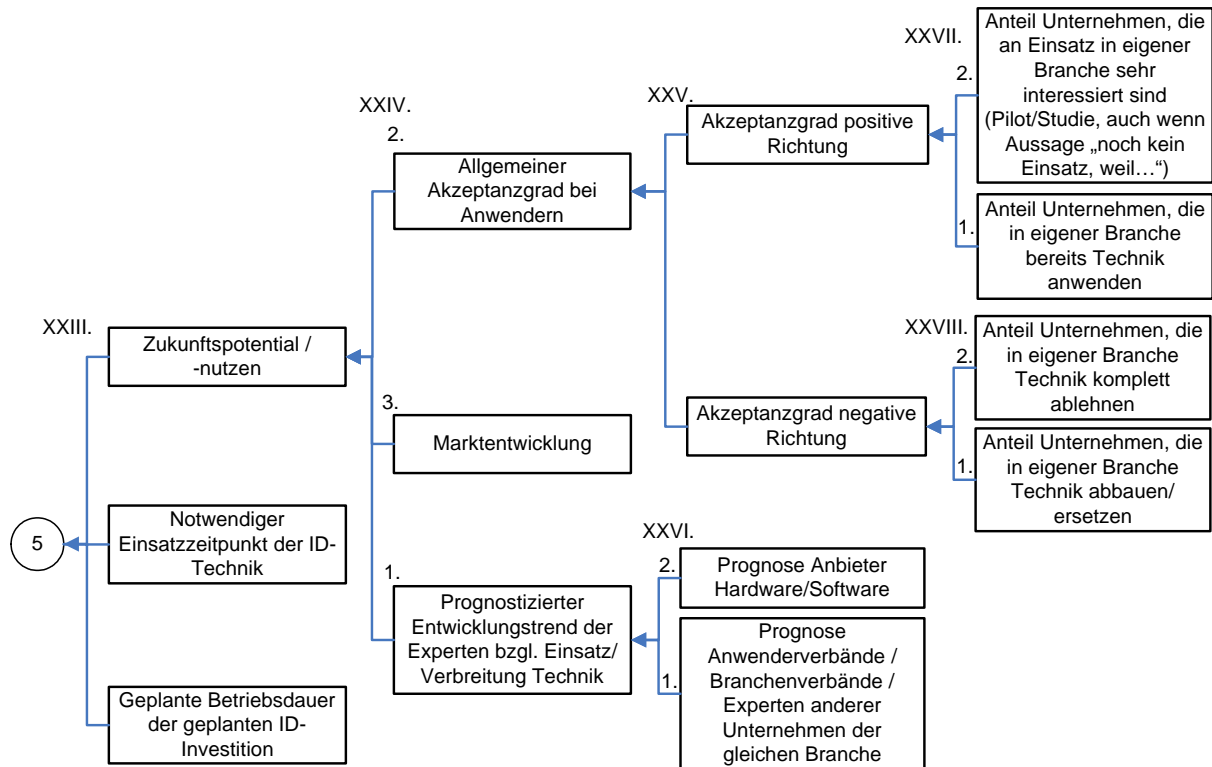 XXVII.
2.
Anteil Unternehmen, die
an Einsatz in eigener
Branche sehr
interessiert sind
(Pilot/Studie, auch wenn
Aussage „noch kein
Einsatz, weil…“)
1.
Anteil Unternehmen, die
in eigener Branche
bereits Technik
anwenden
XXV.
Akzeptanzgrad positive
Richtung
XXIV.
2.
Allgemeiner
Akzeptanzgrad bei
Anwendern
XXVIII.
2.
Anteil Unternehmen, die
in eigener Branche
Technik komplett
ablehnen
1.
Anteil Unternehmen, die
in eigener Branche
Technik abbauen/
ersetzen
Akzeptanzgrad negative
Richtung
XXIII.
Zukunftspotential /
-nutzen
3.
Marktentwicklung
5
Notwendiger
Einsatzzeitpunkt der ID-
Technik
1.
Prognostizierter
Entwicklungstrend der
Experten bzgl. Einsatz/
Verbreitung Technik
XXVI.
2.
Prognose Anbieter
Hardware/Software
1.
Prognose
Anwenderverbände /
Branchenverbände /
Experten anderer
Unternehmen der
gleichen Branche
Geplante Betriebsdauer
der geplanten ID-
Investition